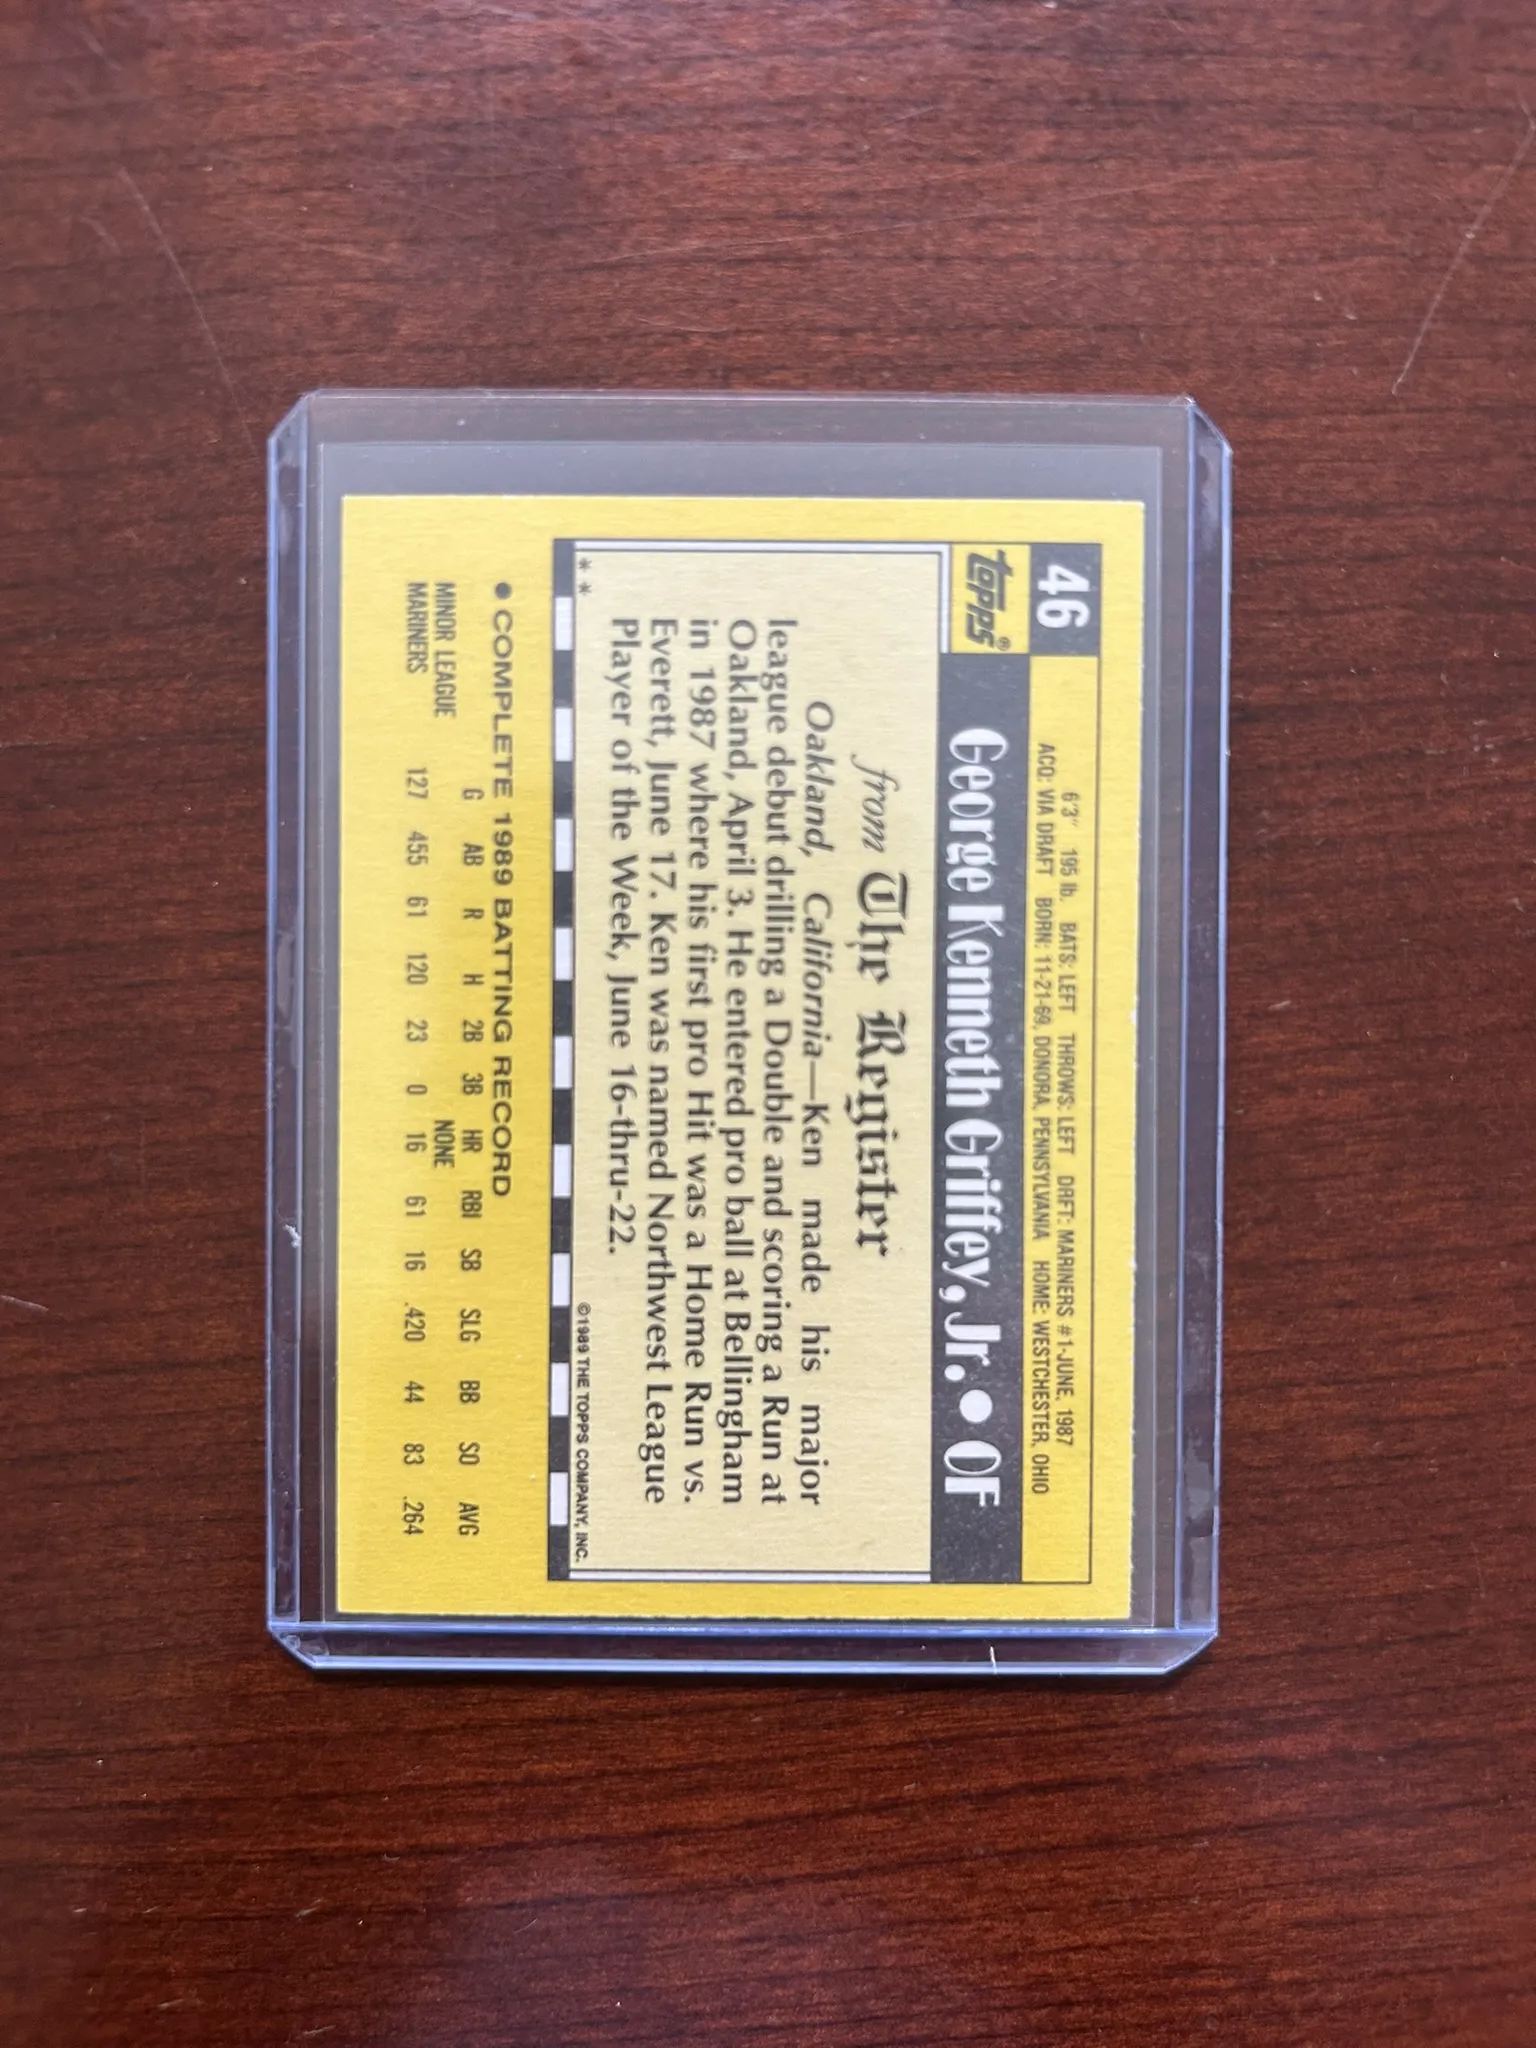 46
6'3" 195 lb. BATS: LEFT THROWS: LEFT DRFT: MARINERS #1-JUNE, 1987
ACQ: VIA DRAFT BORN: 11-21-69, DONORA, PENNSYLVANIA HOME: WESTCHESTER, OHIO
TOPPS®
George Kenneth Griffey, Jr. • OF
from The Register
Oakland, California—Ken made his major
league debut drilling a Double and scoring a Run at
Oakland, April 3. He entered pro ball at Bellingham
in 1987 where his first pro Hit was a Home Run vs.
Everett, June 17. Ken was named Northwest League
Player of the Week, June 16-thru-22.
** ©1989 THE TOPPS COMPANY, INC.
• COMPLETE 1989 BATTING RECORD
G AB R H 2B 3B HR RBI SB SLG BB SO AVG
MINOR LEAGUE NONE
MARINERS 127 455 61 120 23 0 16 61 16 .420 44 83 .264